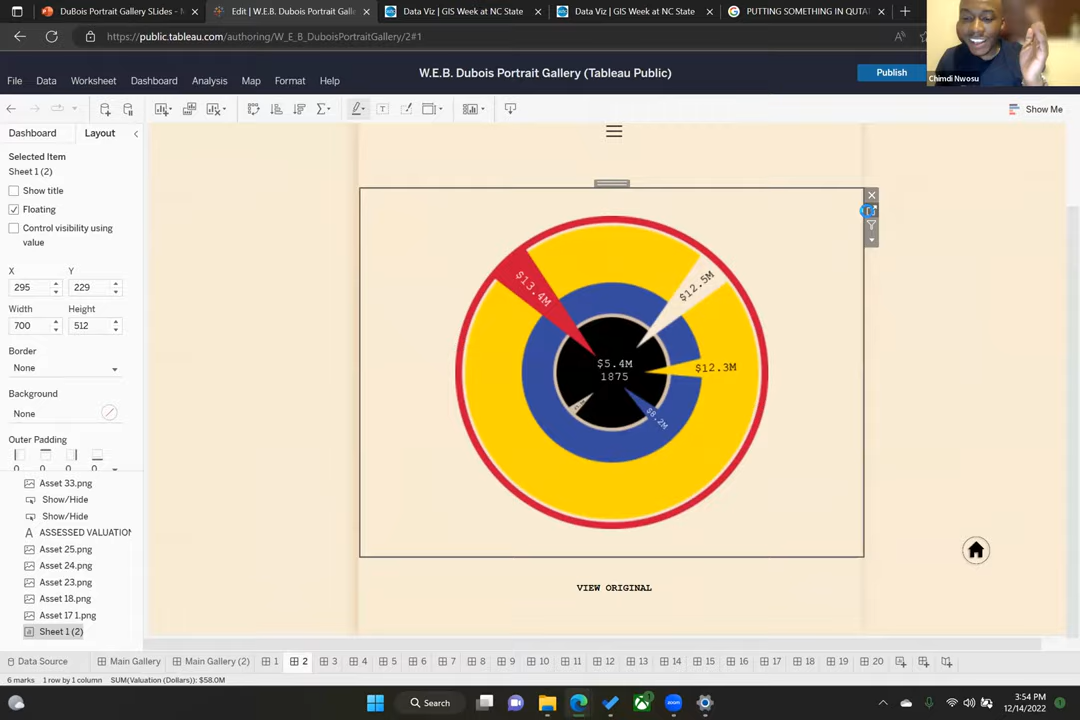 DuBois Portrait Gallery SLides - M
Edit | W.E.B. Dubois Portrait Gall
Data Viz | GIS Week at NC State
Data Viz | GIS Week at NC State
PUTTING SOMETHING IN QUTAT
https://public.tableau.com/authoring/W_E_B_DuboisPortraitGallery/2#1
Chimdi Nwosu
File Data Worksheet Dashboard Analysis Map Format Help
W.E.B. Dubois Portrait Gallery (Tableau Public)
Publish
Show Me
Dashboard Layout
Selected Item
Sheet 1 (2)
Show title
Floating
Control visibility using
value
X Y
295 229
Width Height
700 512
Border
None
Background
None
Outer Padding
0 0 0 0
Asset 33.png
Show/Hide
Show/Hide
A ASSESSED VALUATION
Asset 25.png
Asset 24.png
Asset 23.png
Asset 18.png
Asset 17 1.png
Sheet 1 (2)
$13.4M
$12.5M
$12.3M
$5.4M
1875
$8.2M
VIEW ORIGINAL
Data Source Main Gallery Main Gallery (2) 1 2 3 4 5 6 7 8 9 10 11 12 13 14 15 16 17 18 19 20
6 marks 1 row by 1 column SUM(Valuation (Dollars)): $58.0M
Search
zoom
3:54 PM
12/14/2022